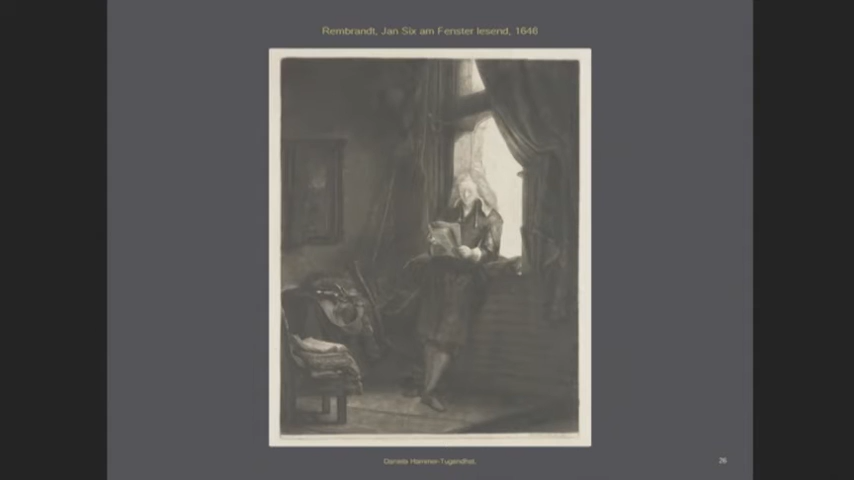 Rembrandt, Jan Six am Fenster lesend, 1646
Daniela Hammer-Tugendhat,
26